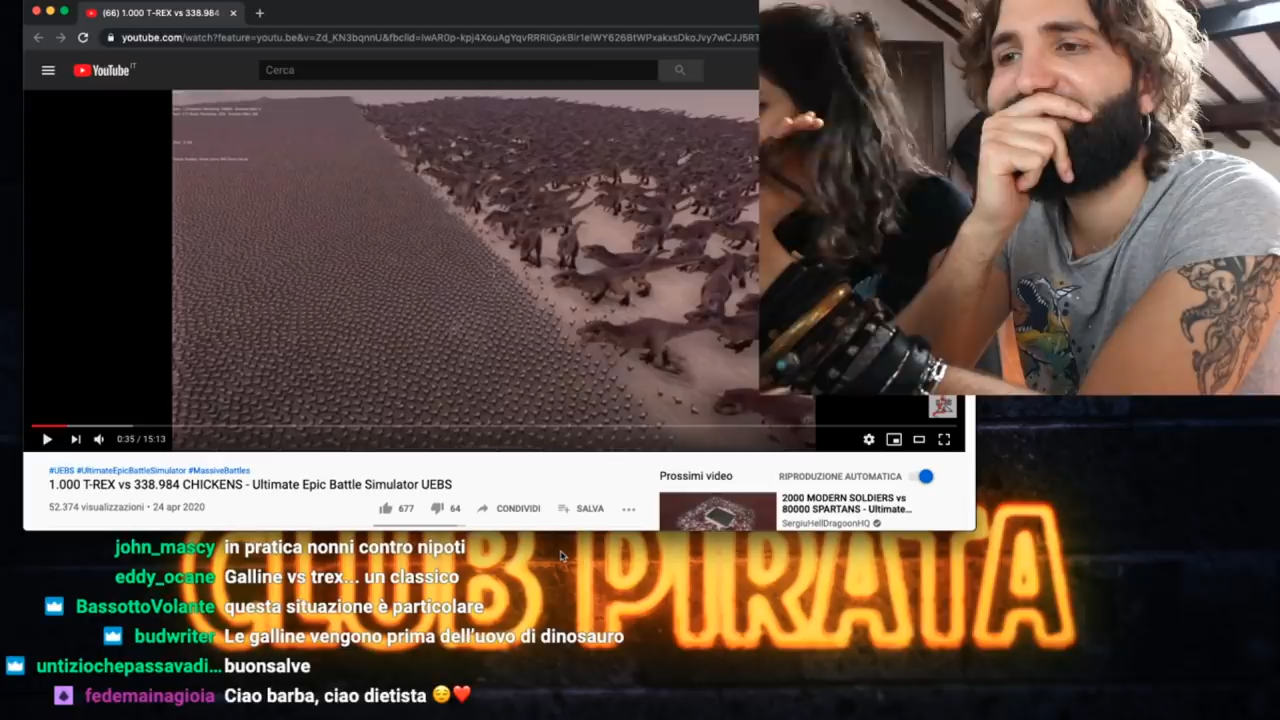 (66) 1.000 T-REX vs 338.984
youtube.com/watch?feature=youtu.be&v=Zd_KN3bqnnU&fbclid=
YouTube IT
Cerca
0:35 / 15:13
#UEBS #UltimateEpicBattleSimulator #MassiveBattles
1.000 T-REX vs 338.984 CHICKENS - Ultimate Epic Battle Simulator UEBS
52.374 visualizzazioni • 24 apr 2020
677
64
CONDIVIDI
SALVA
Prossimi video
RIPRODUZIONE AUTOMATICA
2000 MODERN SOLDIERS vs
80000 SPARTANS - Ultimate...
SergiuHellDragoonHQ
CLUB PIRATA
john_mascy in pratica nonni contro nipoti
eddy_ocane Galline vs trex... un classico
BassottoVolante questa situazione è particolare
budwriter Le galline vengono prima dell'uovo di dinosauro
untiziochepassavadi... buonsalve
fedemainagioia Ciao barba, ciao dietista 😌❤️